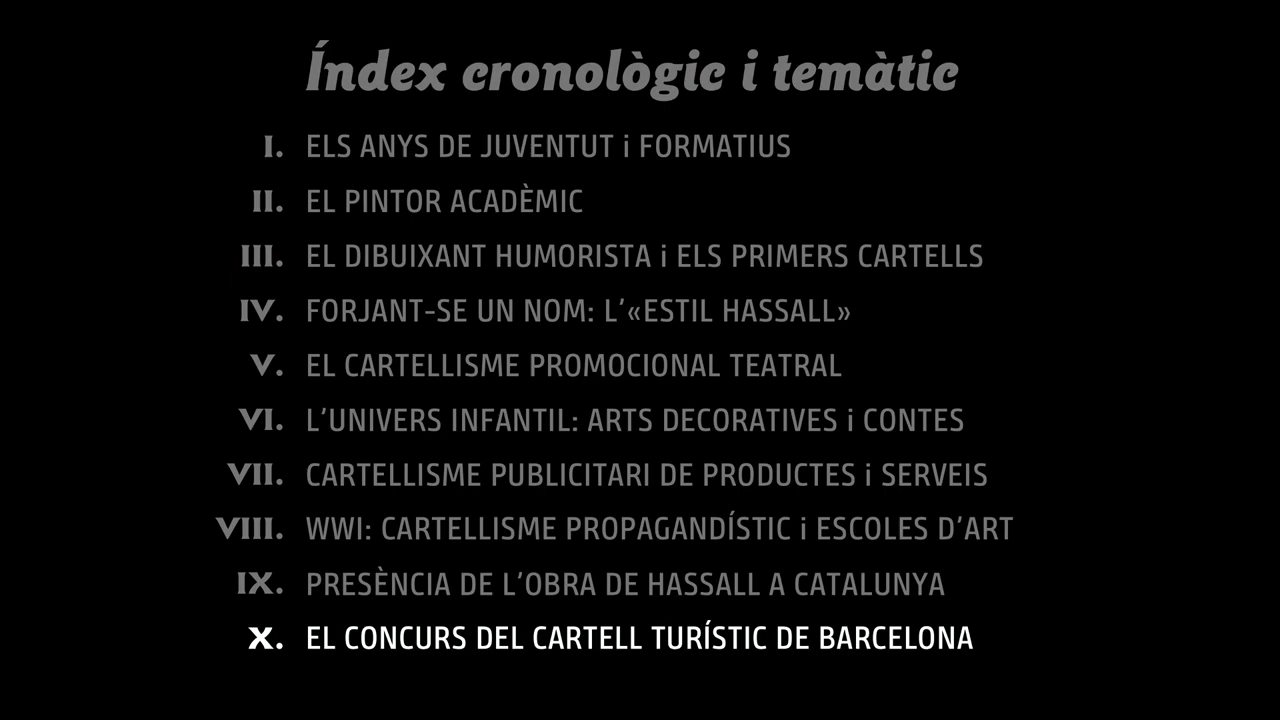 Índex cronològic i temàtic
I. ELS ANYS DE JUVENTUT i FORMATIUS
II. EL PINTOR ACADÈMIC
III. EL DIBUIXANT HUMORISTA i ELS PRIMERS CARTELLS
IV. FORJANT-SE UN NOM: L’«ESTIL HASSALL»
V. EL CARTELLISME PROMOCIONAL TEATRAL
VI. L’UNIVERS INFANTIL: ARTS DECORATIVES i CONTES
VII. CARTELLISME PUBLICITARI DE PRODUCTES i SERVEIS
VIII. WWI: CARTELLISME PROPAGANDÍSTIC i ESCOLES D’ART
IX. PRESÈNCIA DE L’OBRA DE HASSALL A CATALUNYA
X. EL CONCURS DEL CARTELL TURÍSTIC DE BARCELONA